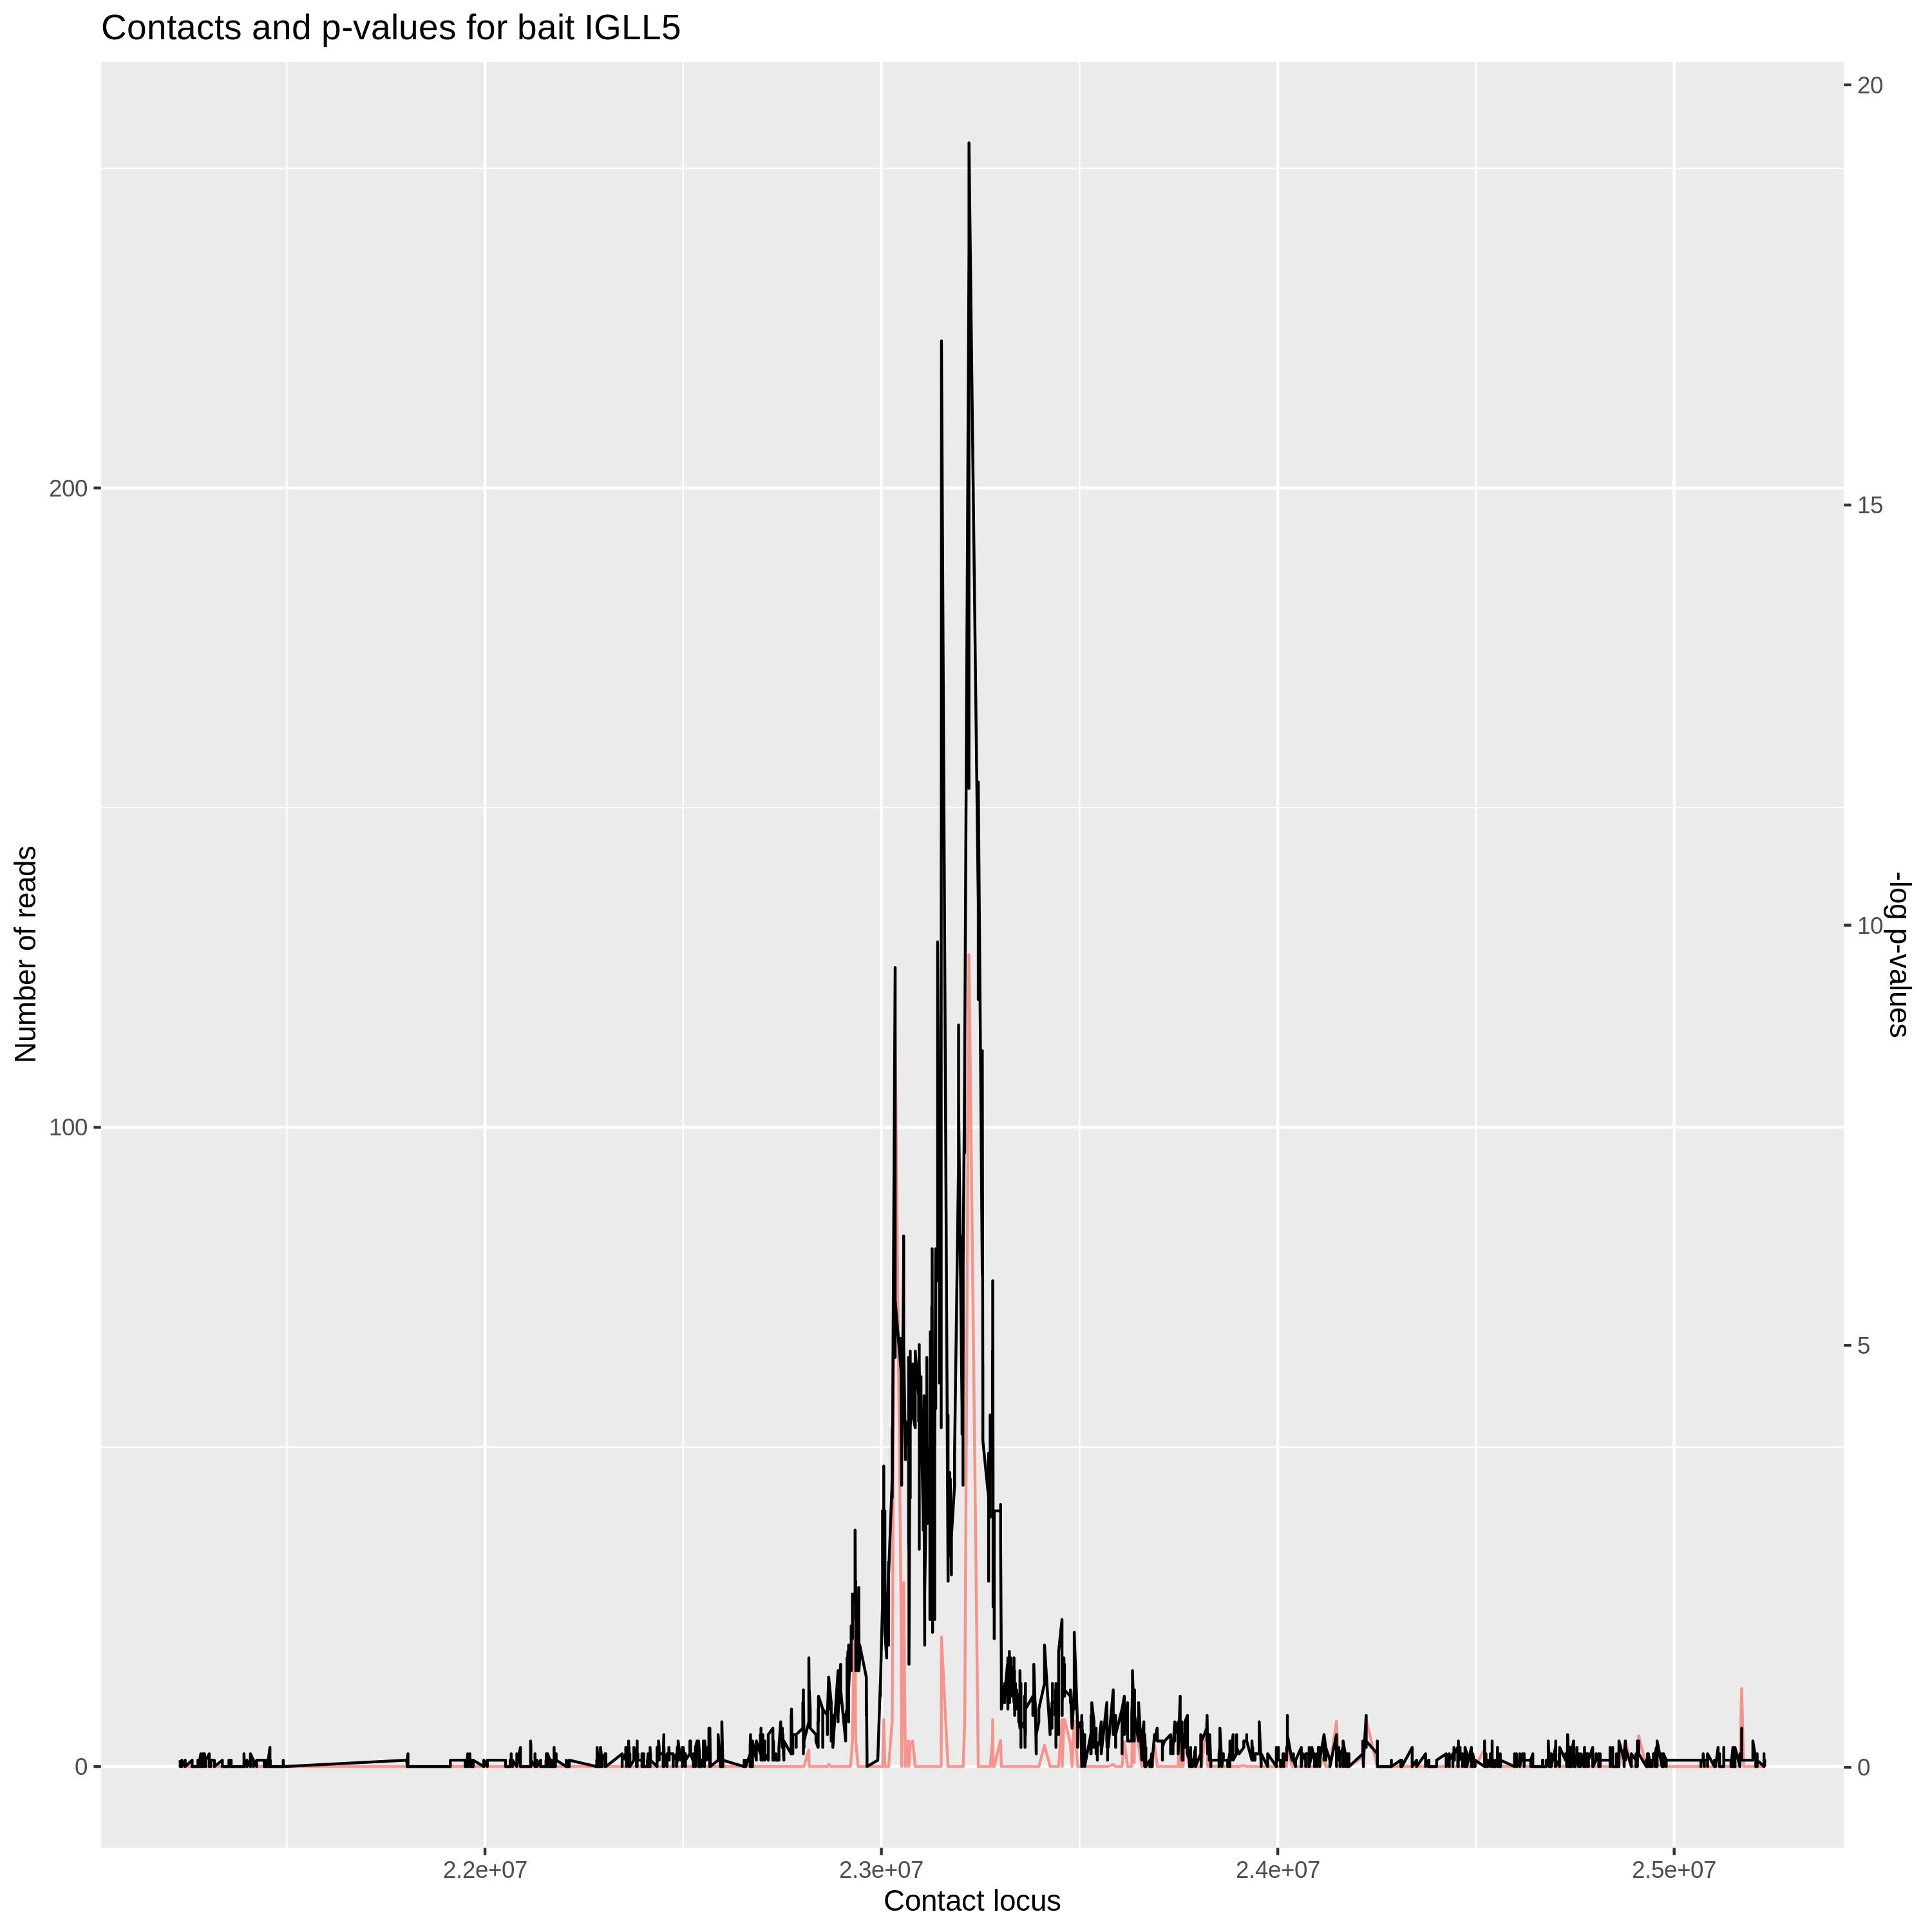 Contacts and p-values for bait IGLL5
20
200
15
Number of reads
-log p-values
10
100
5
0
0
2.2e+07
2.3e+07
2.4e+07
2.5e+07
Contact locus